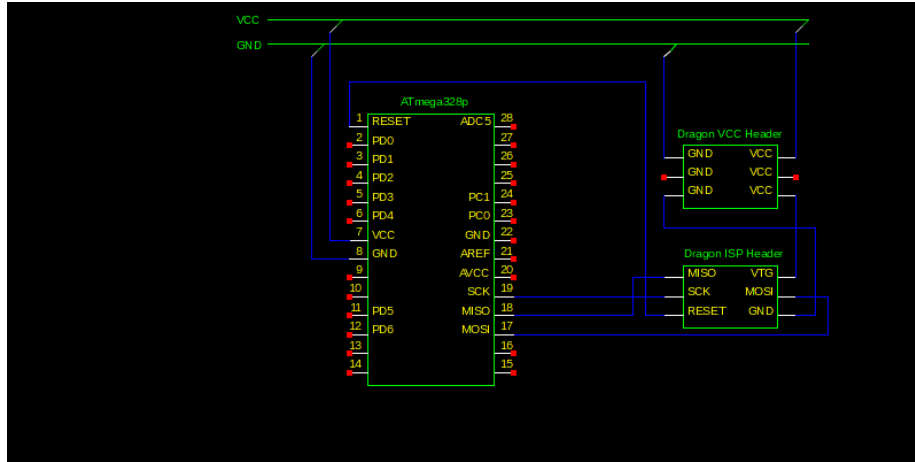 VCC
GND
ATmega328p
1 RESET ADC5 28
2 PD0 27
3 PD1 26
4 PD2 25
5 PD3 PC1 24
6 PD4 PC0 23
7 VCC GND 22
8 GND AREF 21
9 AVCC 20
10 SCK 19
11 PD5 MISO 18
12 PD6 MOSI 17
13 16
14 15
Dragon VCC Header
GND VCC
GND VCC
GND VCC
Dragon ISP Header
MISO VTG
SCK MOSI
RESET GND